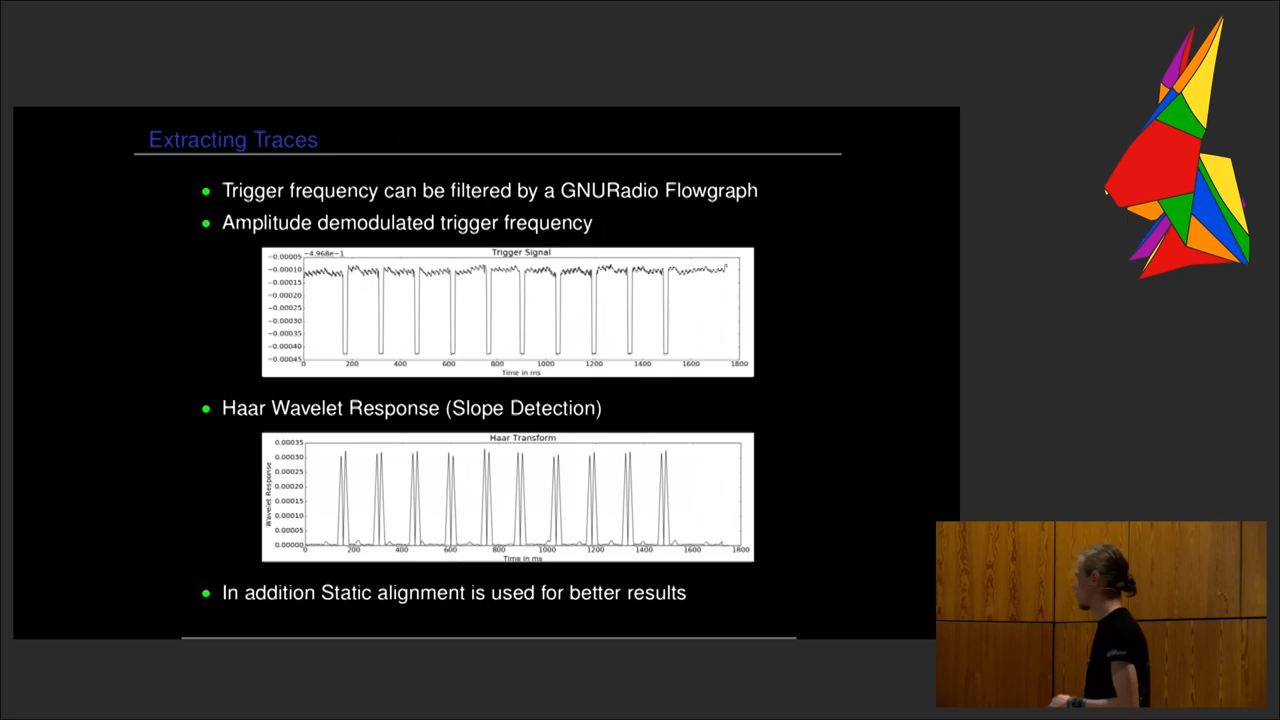 Extracting Traces
Trigger frequency can be filtered by a GNURadio Flowgraph
Amplitude demodulated trigger frequency
Trigger Signal
−4.968e−1
−0.00005
−0.00010
−0.00015
−0.00020
−0.00025
−0.00030
−0.00035
−0.00040
−0.00045
0 200 400 600 800 1000 1200 1400 1600 1800
Time in ms
Haar Wavelet Response (Slope Detection)
Haar Transform
Wavelet Response
0.00035
0.00030
0.00025
0.00020
0.00015
0.00010
0.00005
0.00000
0 200 400 600 800 1000 1200 1400 1600 1800
Time in ms
In addition Static alignment is used for better results